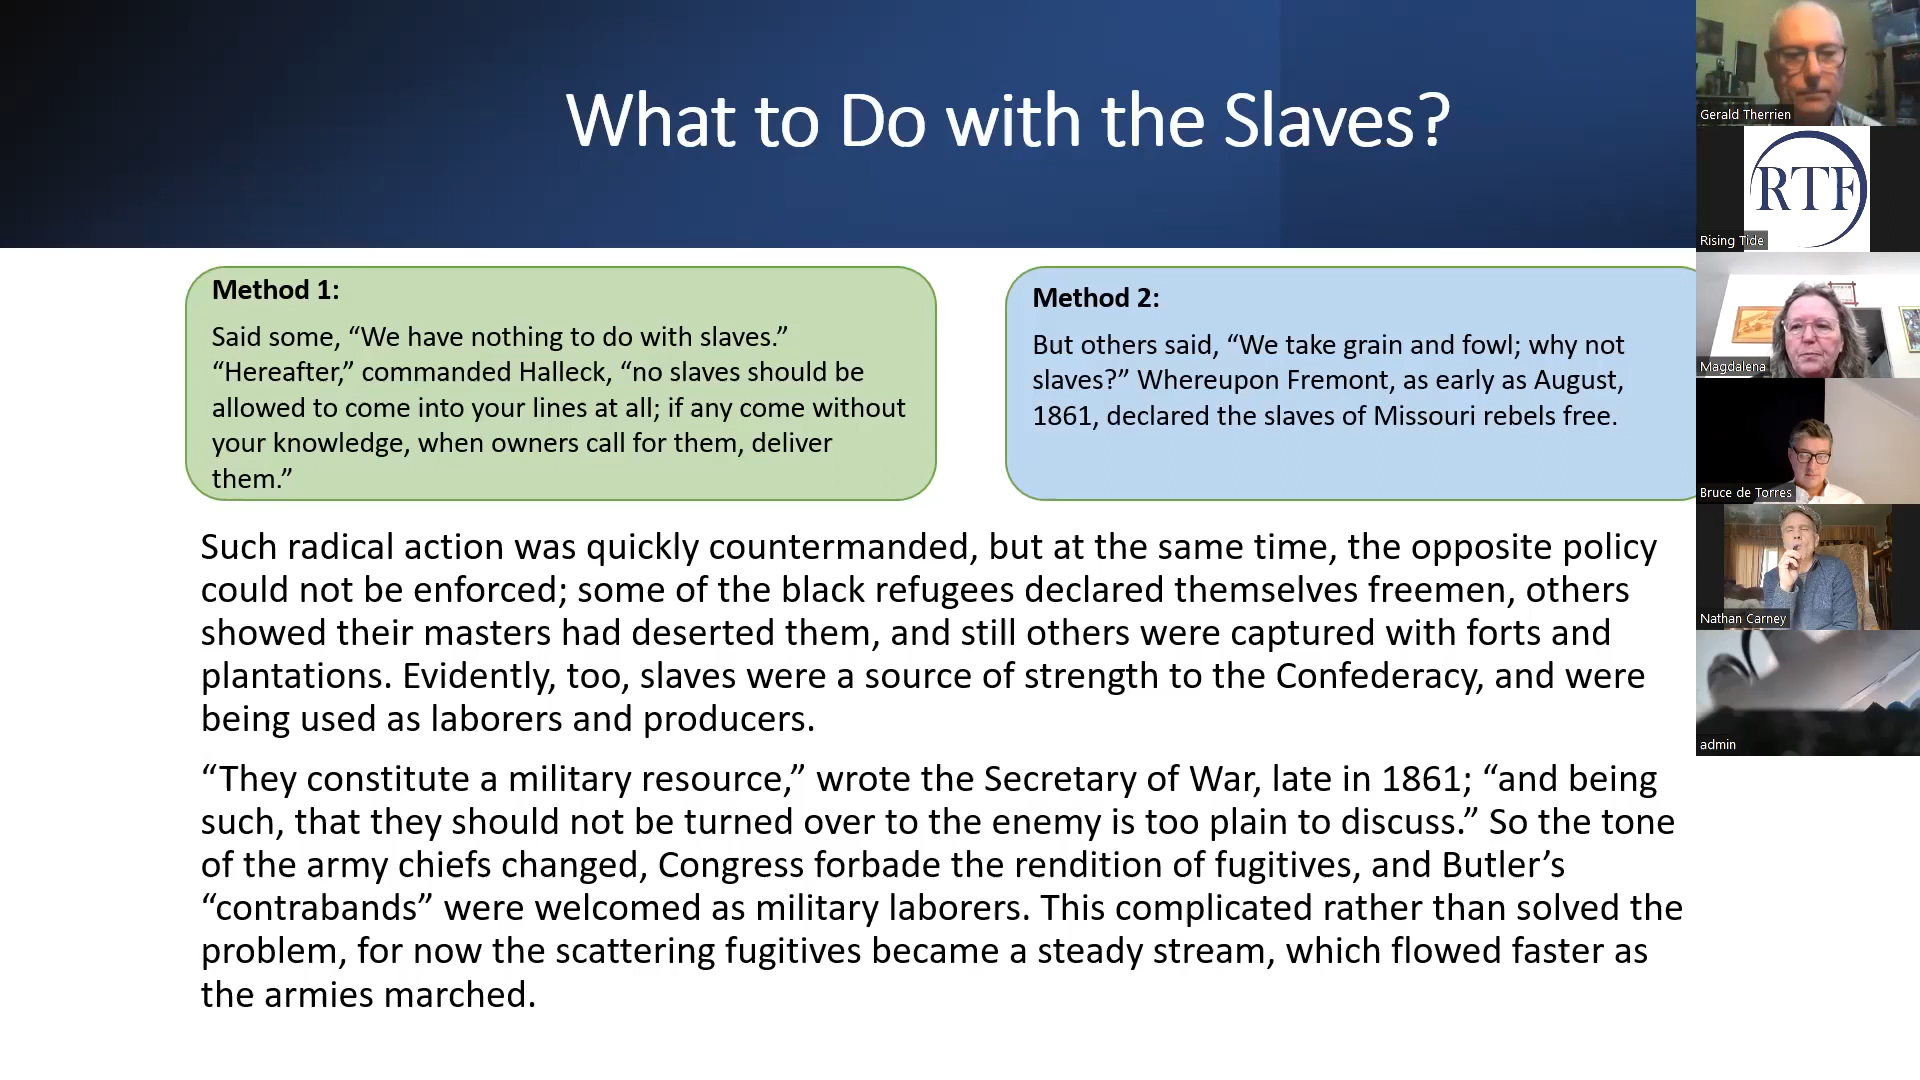 What to Do with the Slaves?
Method 1:
Said some, “We have nothing to do with slaves.”
“Hereafter,” commanded Halleck, “no slaves should be
allowed to come into your lines at all; if any come without
your knowledge, when owners call for them, deliver
them.”
Method 2:
But others said, “We take grain and fowl; why not
slaves?” Whereupon Fremont, as early as August,
1861, declared the slaves of Missouri rebels free.
Such radical action was quickly countermanded, but at the same time, the opposite policy
could not be enforced; some of the black refugees declared themselves freemen, others
showed their masters had deserted them, and still others were captured with forts and
plantations. Evidently, too, slaves were a source of strength to the Confederacy, and were
being used as laborers and producers.
“They constitute a military resource,” wrote the Secretary of War, late in 1861; “and being
such, that they should not be turned over to the enemy is too plain to discuss.” So the tone
of the army chiefs changed, Congress forbade the rendition of fugitives, and Butler’s
“contrabands” were welcomed as military laborers. This complicated rather than solved the
problem, for now the scattering fugitives became a steady stream, which flowed faster as
the armies marched.
Gerald Therrien
RTF
Rising Tide
Magdalena
Bruce de Torres
Nathan Carney
admin